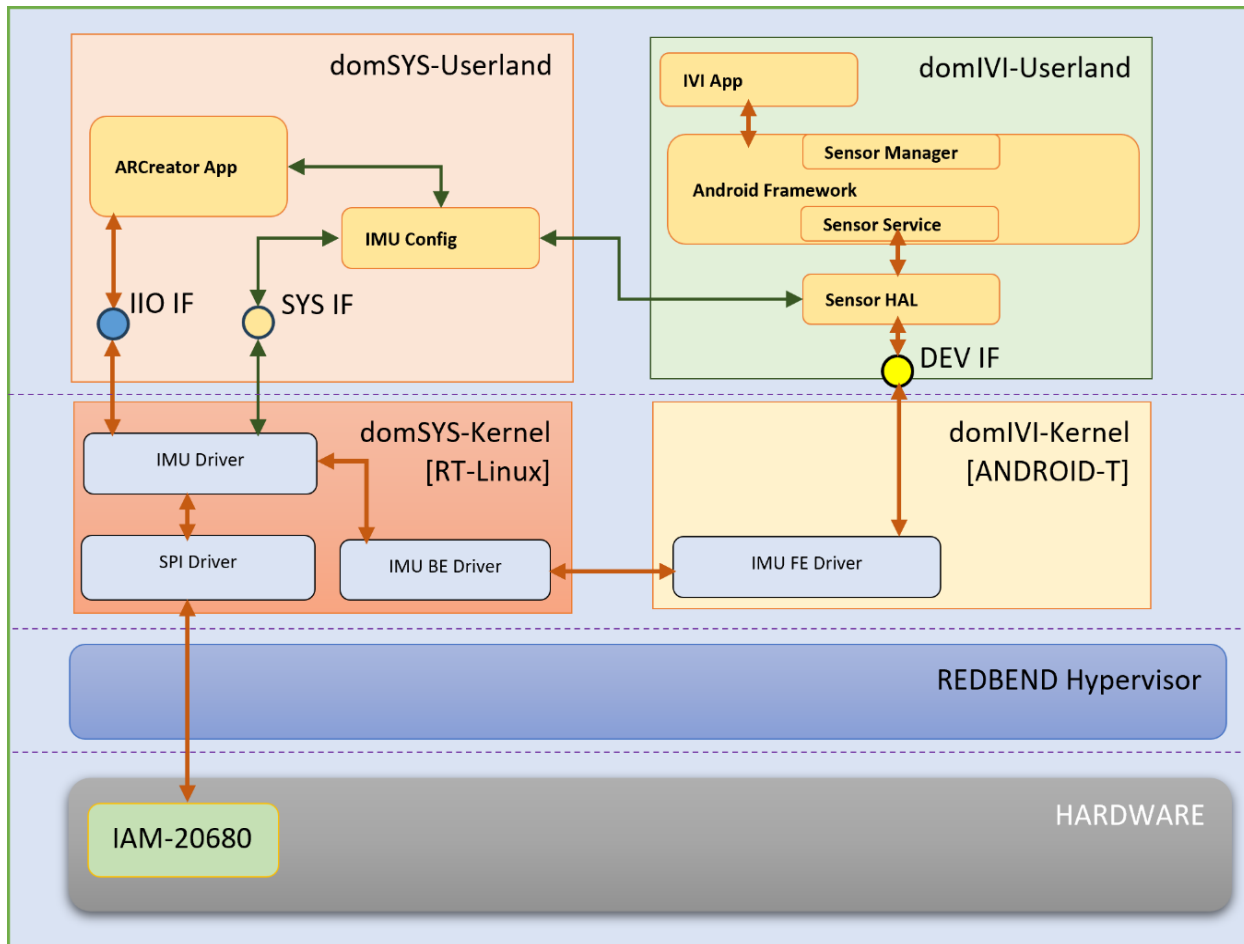 domSYS-Userland
ARCreator App
IMU Config
IIO IF
SYS IF
domIVI-Userland
IVI App
Sensor Manager
Android Framework
Sensor Service
Sensor HAL
DEV IF
domSYS-Kernel
[RT-Linux]
IMU Driver
SPI Driver
IMU BE Driver
domIVI-Kernel
[ANDROID-T]
IMU FE Driver
REDBEND Hypervisor
HARDWARE
IAM-20680